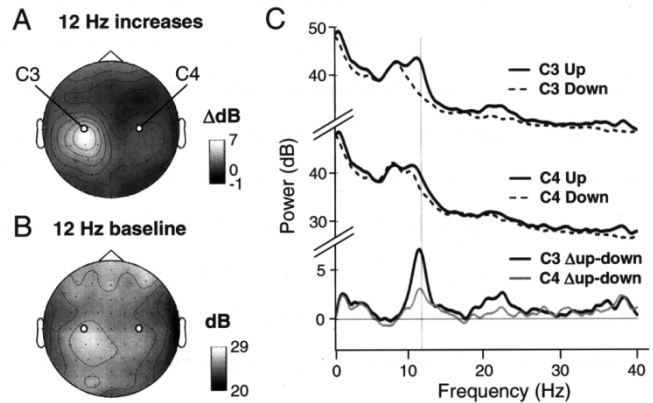 A 12 Hz increases
C3 C4
ΔdB
7
0
-1
B 12 Hz baseline
dB
29
20
C
50
40
C3 Up
C3 Down
40
30
C4 Up
C4 Down
Power (dB)
5
0
C3 Δup-down
C4 Δup-down
0 10 20 30 40
Frequency (Hz)